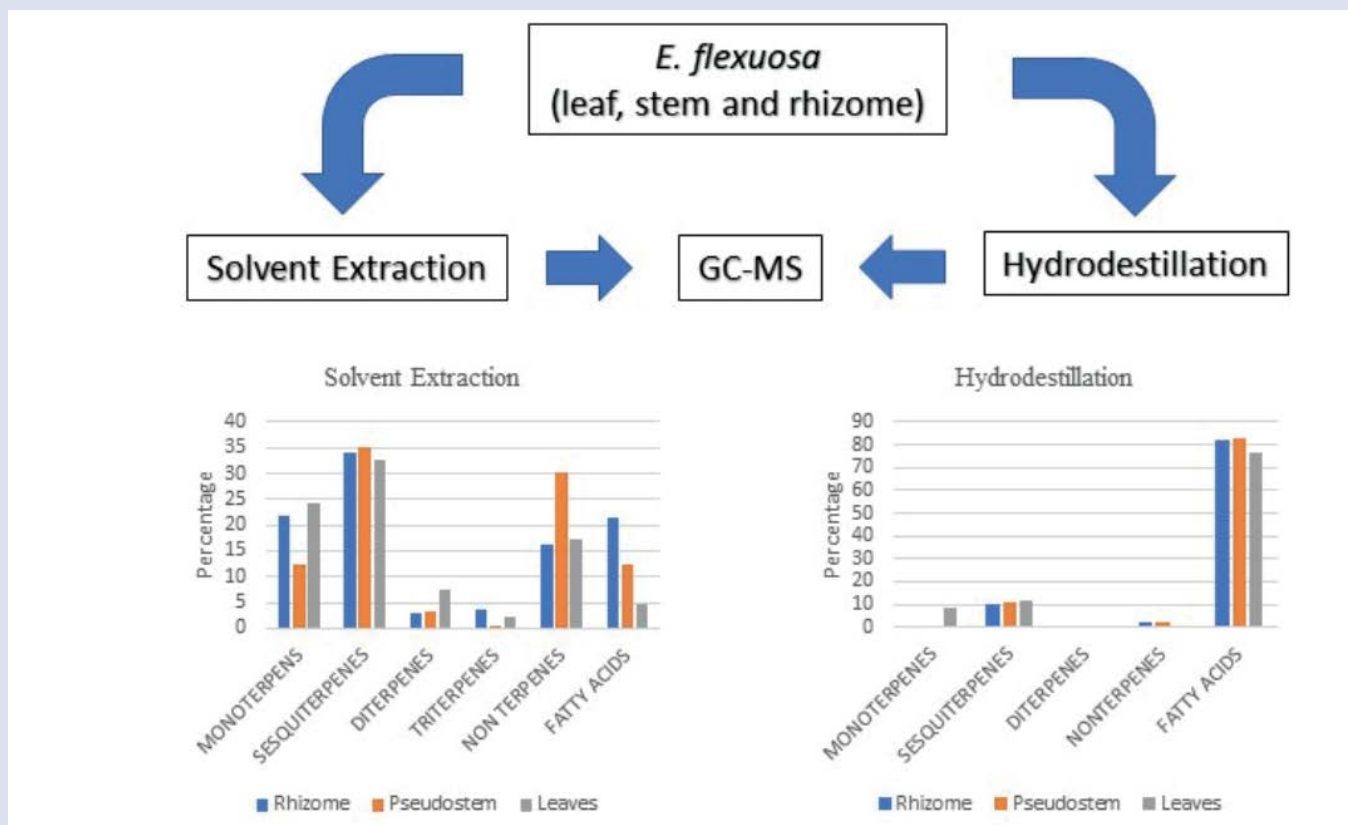 E. flexuosa
(leaf, stem and rhizome)
Solvent Extraction
GC-MS
Hydrodestillation
Solvent Extraction
40
35
30
25
20
15
10
5
0
Percentage
MONOTERPENS
SESQUITERPENES
DITERPENES
TRITERPENES
NON TERPENES
FATTY ACIDS
Rhizome Pseudostem Leaves
Hydrodestillation
90
80
70
60
50
40
30
20
10
0
Percentage
MONOTERPENES
SESQUITERPENES
DITERPENES
NONTERPENES
FATTY ACIDS
Rhizome Pseudostem Leaves